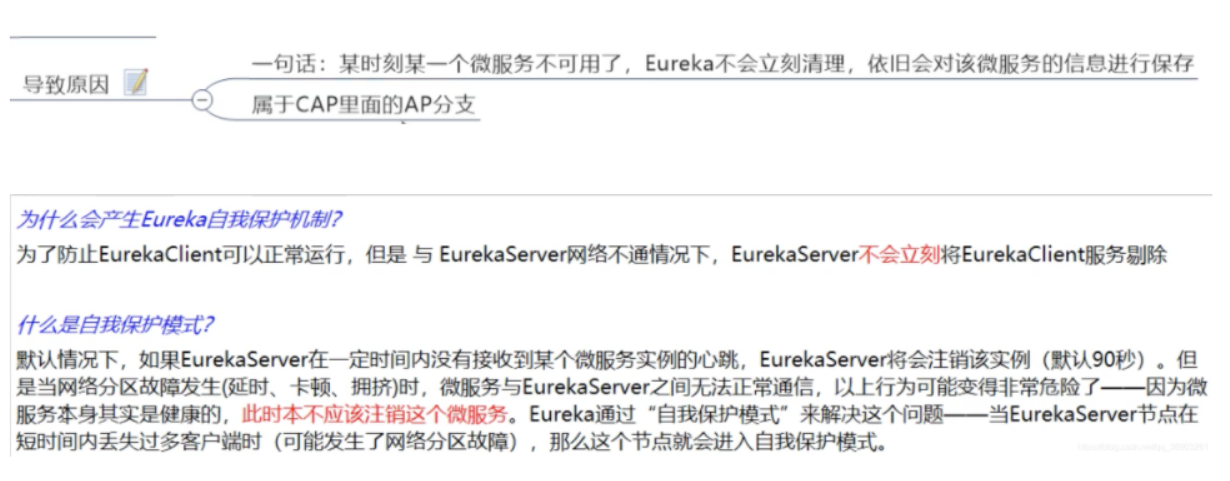 一句话：某时刻某一个微服务不可用了，Eureka不会立刻清理，依旧会对该微服务的信息进行保存
导致原因
属于CAP里面的AP分支
为什么会产生Eureka自我保护机制？
为了防止EurekaClient可以正常运行，但是 与 EurekaServer网络不通情况下，EurekaServer不会立刻将EurekaClient服务剔除
什么是自我保护模式？
默认情况下，如果EurekaServer在一定时间内没有接收到某个微服务实例的心跳，EurekaServer将会注销该实例（默认90秒）。但
是当网络分区故障发生(延时、卡顿、拥挤)时，微服务与EurekaServer之间无法正常通信，以上行为可能变得非常危险了——因为微
服务本身其实是健康的，此时本不应该注销这个微服务。Eureka通过“自我保护模式”来解决这个问题——当EurekaServer节点在
短时间内丢失过多客户端时（可能发生了网络分区故障），那么这个节点就会进入自我保护模式。